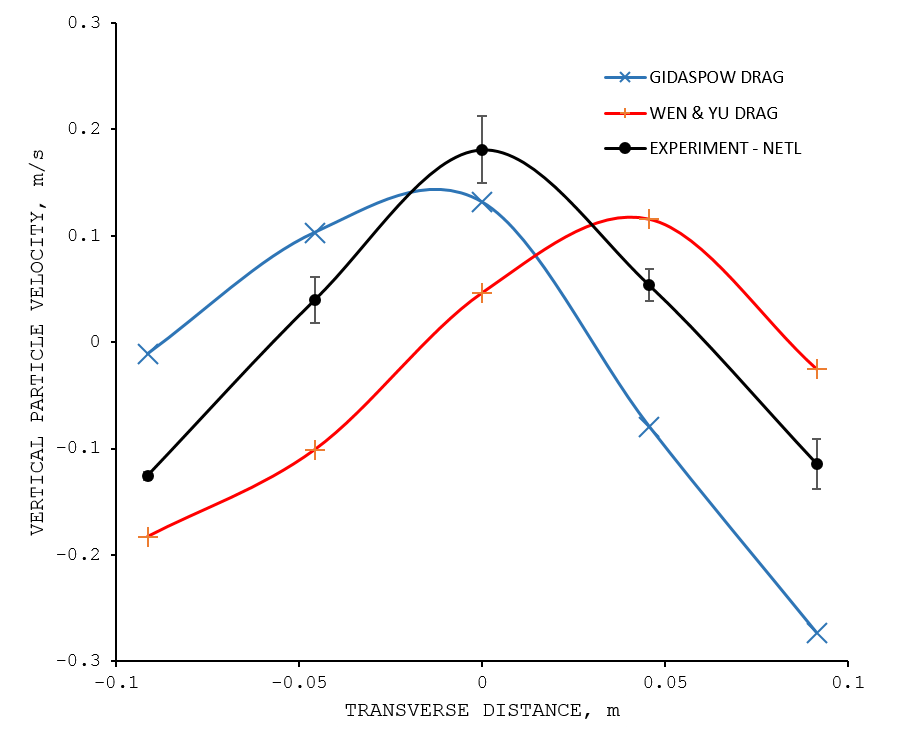 0.3
0.2
0.1
0
-0.1
-0.2
-0.3
VERTICAL PARTICLE VELOCITY, m/s
GIDASPOW DRAG
WEN & YU DRAG
EXPERIMENT - NETL
-0.1
-0.05
0
0.05
0.1
TRANSVERSE DISTANCE, m